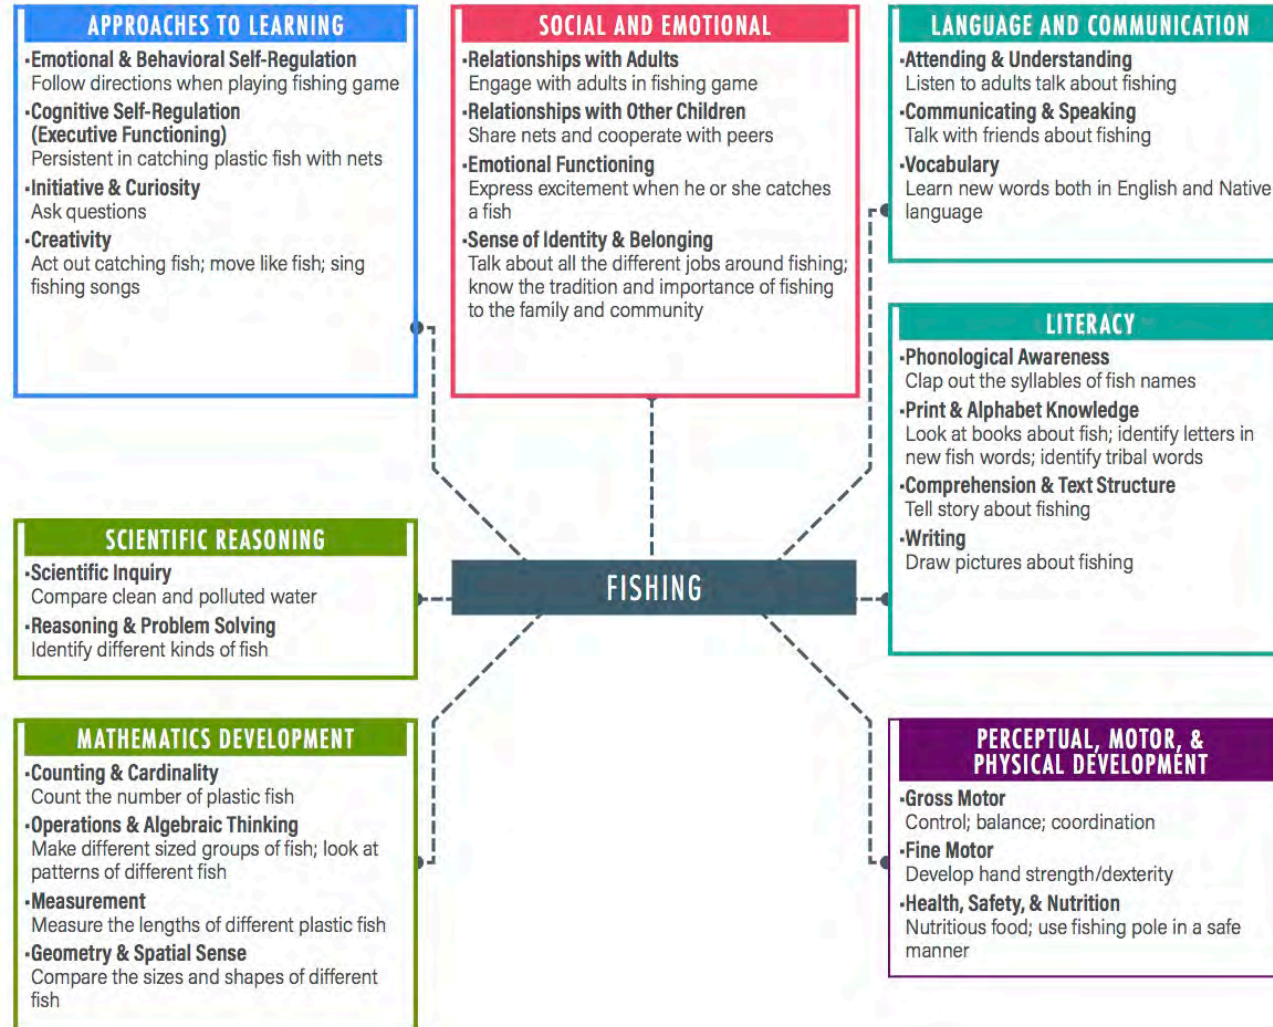 APPROACHES TO LEARNING
•Emotional & Behavioral Self-Regulation
Follow directions when playing fishing game
•Cognitive Self-Regulation
(Executive Functioning)
Persistent in catching plastic fish with nets
•Initiative & Curiosity
Ask questions
•Creativity
Act out catching fish; move like fish; sing
fishing songs
SOCIAL AND EMOTIONAL
•Relationships with Adults
Engage with adults in fishing game
•Relationships with Other Children
Share nets and cooperate with peers
•Emotional Functioning
Express excitement when he or she catches
a fish
•Sense of Identity & Belonging
Talk about all the different jobs around fishing;
know the tradition and importance of fishing
to the family and community
LANGUAGE AND COMMUNICATION
•Attending & Understanding
Listen to adults talk about fishing
•Communicating & Speaking
Talk with friends about fishing
•Vocabulary
Learn new words both in English and Native
language
LITERACY
•Phonological Awareness
Clap out the syllables of fish names
•Print & Alphabet Knowledge
Look at books about fish; identify letters in
new fish words; identify tribal words
•Comprehension & Text Structure
Tell story about fishing
•Writing
Draw pictures about fishing
SCIENTIFIC REASONING
•Scientific Inquiry
Compare clean and polluted water
•Reasoning & Problem Solving
Identify different kinds of fish
FISHING
MATHEMATICS DEVELOPMENT
•Counting & Cardinality
Count the number of plastic fish
•Operations & Algebraic Thinking
Make different sized groups of fish; look at
patterns of different fish
•Measurement
Measure the lengths of different plastic fish
•Geometry & Spatial Sense
Compare the sizes and shapes of different
fish
PERCEPTUAL, MOTOR, &
PHYSICAL DEVELOPMENT
•Gross Motor
Control; balance; coordination
•Fine Motor
Develop hand strength/dexterity
•Health, Safety, & Nutrition
Nutritious food; use fishing pole in a safe
manner